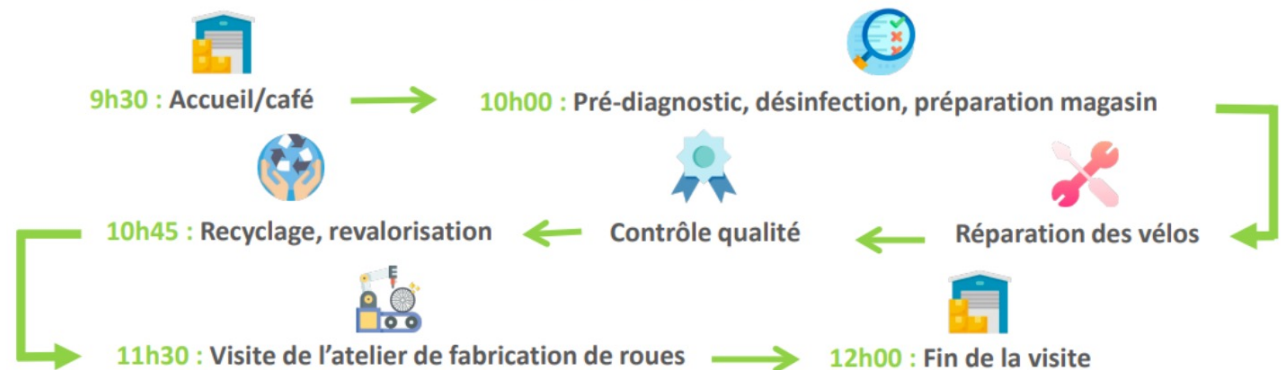 9h30 : Accueil/café
10h00 : Pré-diagnostic, désinfection, préparation magasin
Réparation des vélos
Contrôle qualité
10h45 : Recyclage, revalorisation
11h30 : Visite de l’atelier de fabrication de roues
12h00 : Fin de la visite